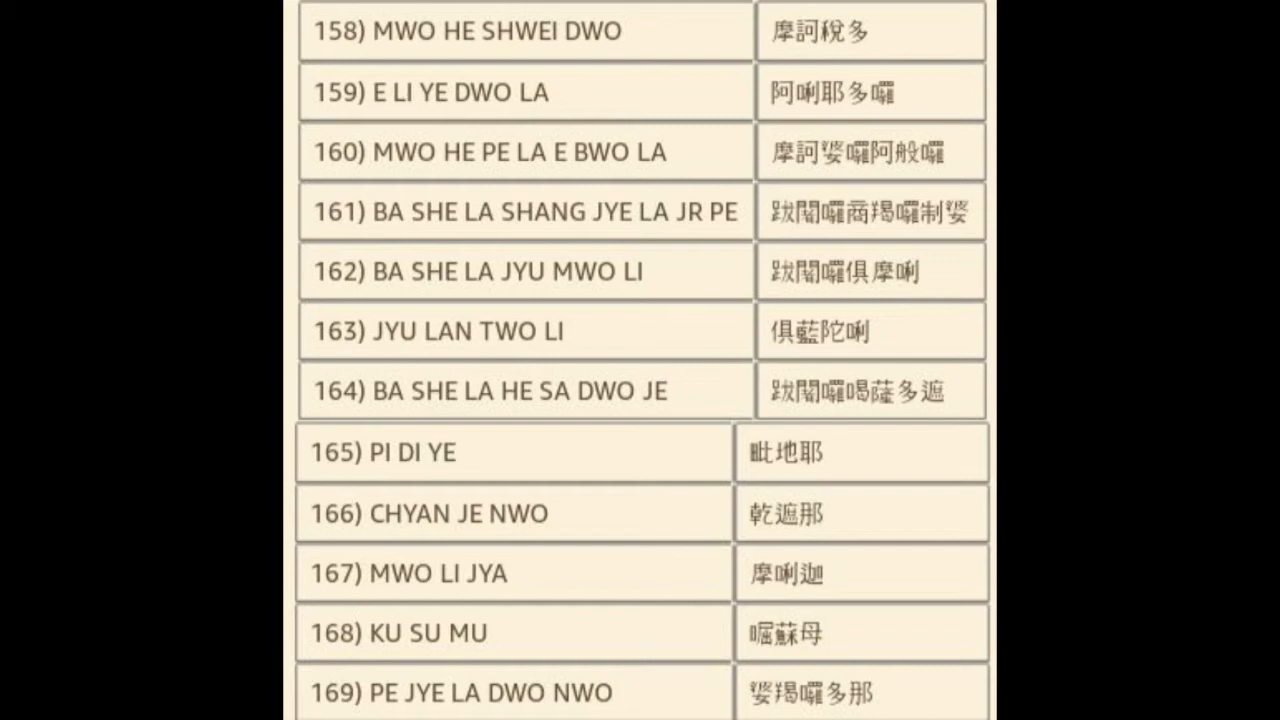 158) MWO HE SHWEI DWO 摩訶稅多
159) E LI YE DWO LA 阿唎耶多囉
160) MWO HE PE LA E BWO LA 摩訶婆囉阿般囉
161) BA SHE LA SHANG JYE LA JR PE 跋闍囉商羯囉制婆
162) BA SHE LA JYU MWO LI 跋闍囉俱摩唎
163) JYU LAN TWO LI 俱藍陀唎
164) BA SHE LA HE SA DWO JE 跋闍囉喝薩多遮
165) PI DI YE 毗地耶
166) CHYAN JE NWO 乾遮那
167) MWO LI JYA 摩唎迦
168) KU SU MU 啒蘇母
169) PE JYE LA DWO NWO 婆羯囉多那